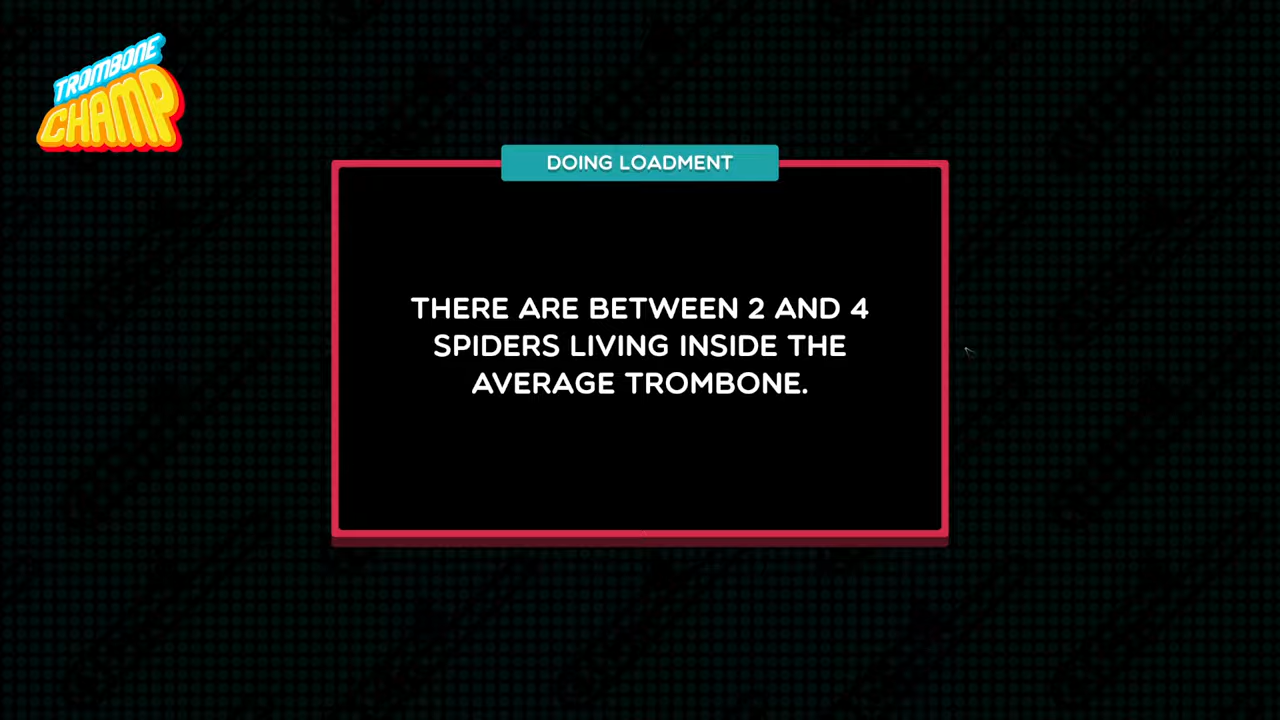 TROMBONE
CHAMP
DOING LOADMENT
THERE ARE BETWEEN 2 AND 4
SPIDERS LIVING INSIDE THE
AVERAGE TROMBONE.